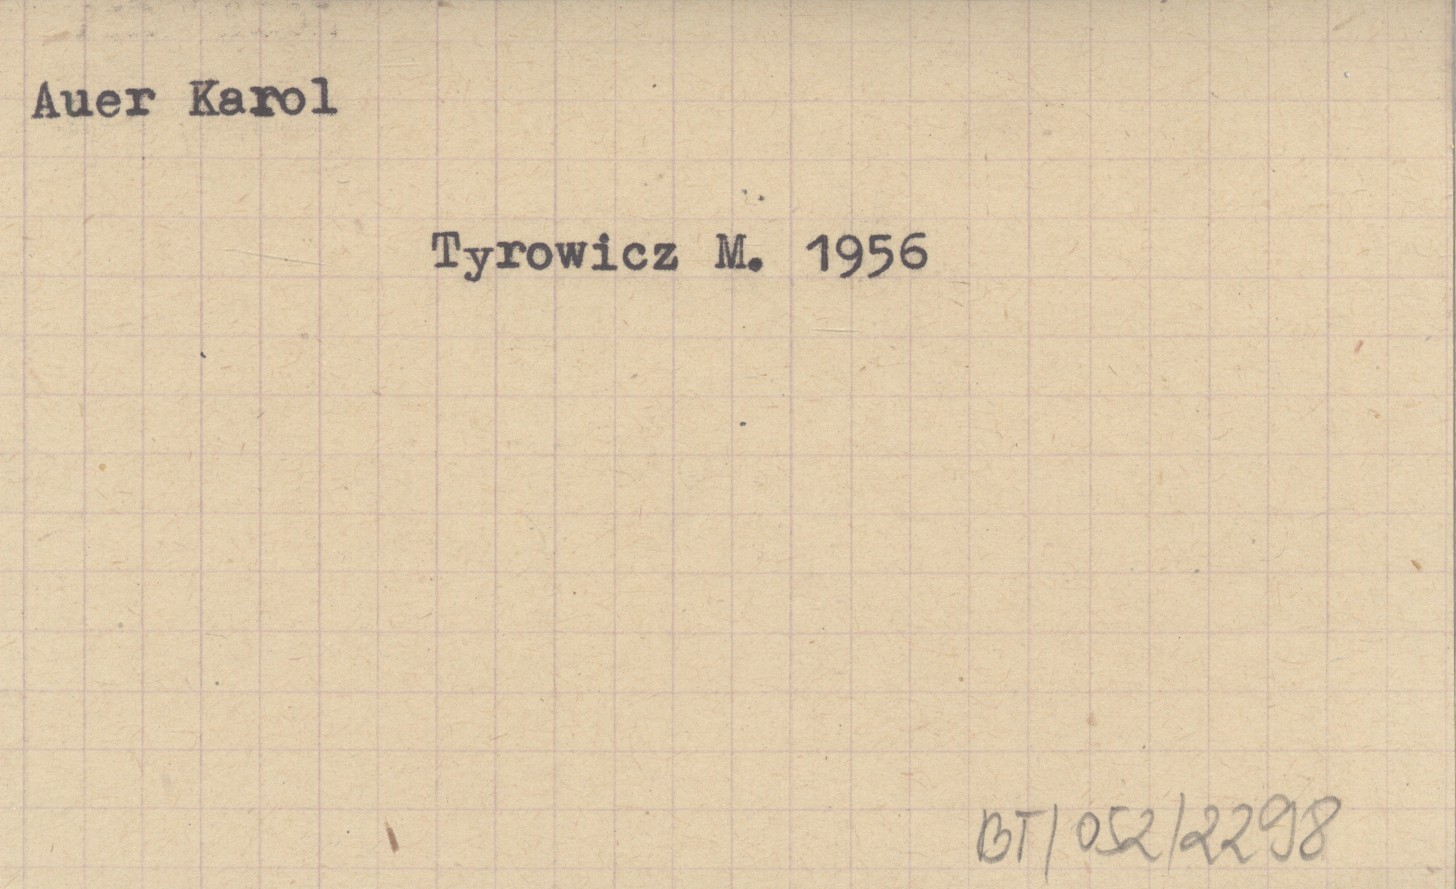 Auer Karol
Tyrowicz M. 1956
BT/052/2298